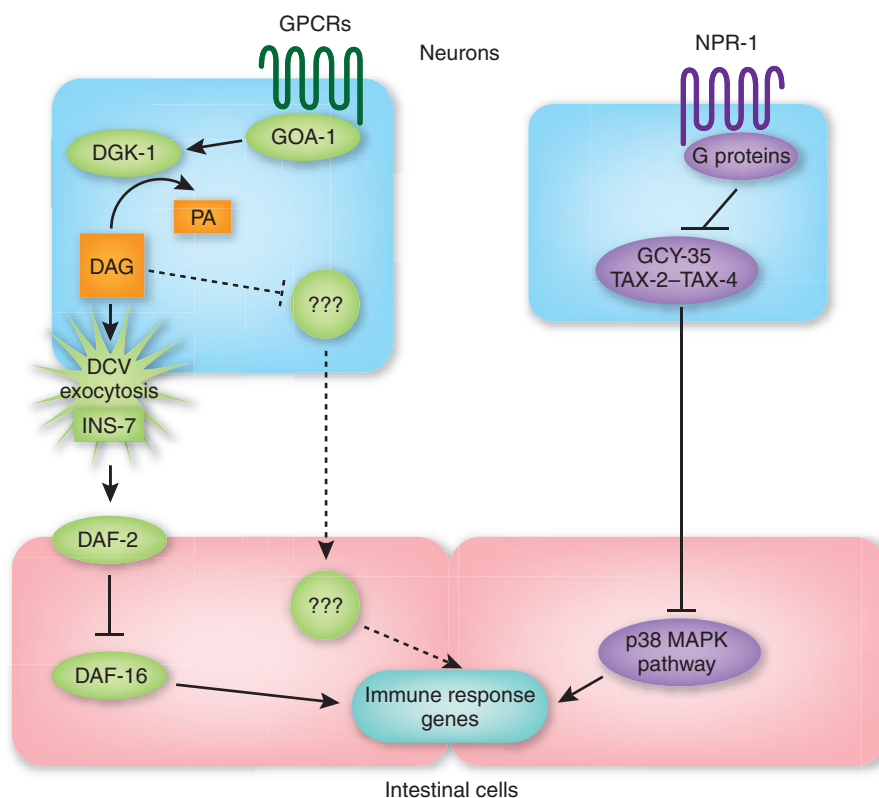 GPCRs
Neurons
NPR-1
DGK-1
GOA-1
G proteins
PA
DAG
???
GCY-35
TAX-2–TAX-4
DCV
exocytosis
INS-7
DAF-2
???
p38 MAPK
pathway
DAF-16
Immune response
genes
Intestinal cells